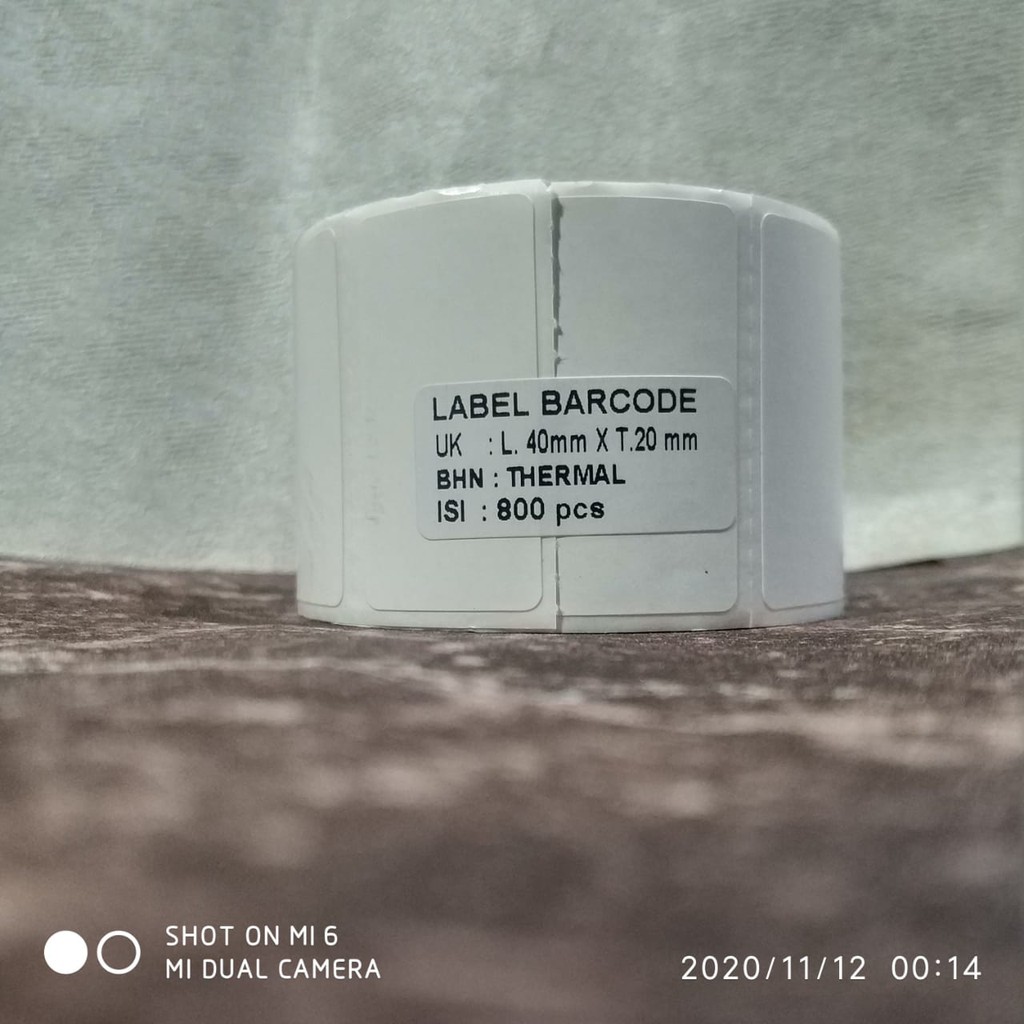 LABEL BARCODE
UK : L. 40mm X T.20 mm
BHN : THERMAL
ISI : 800 pcs
SHOT ON MI 6
MI DUAL CAMERA
2020/11/12 00:14